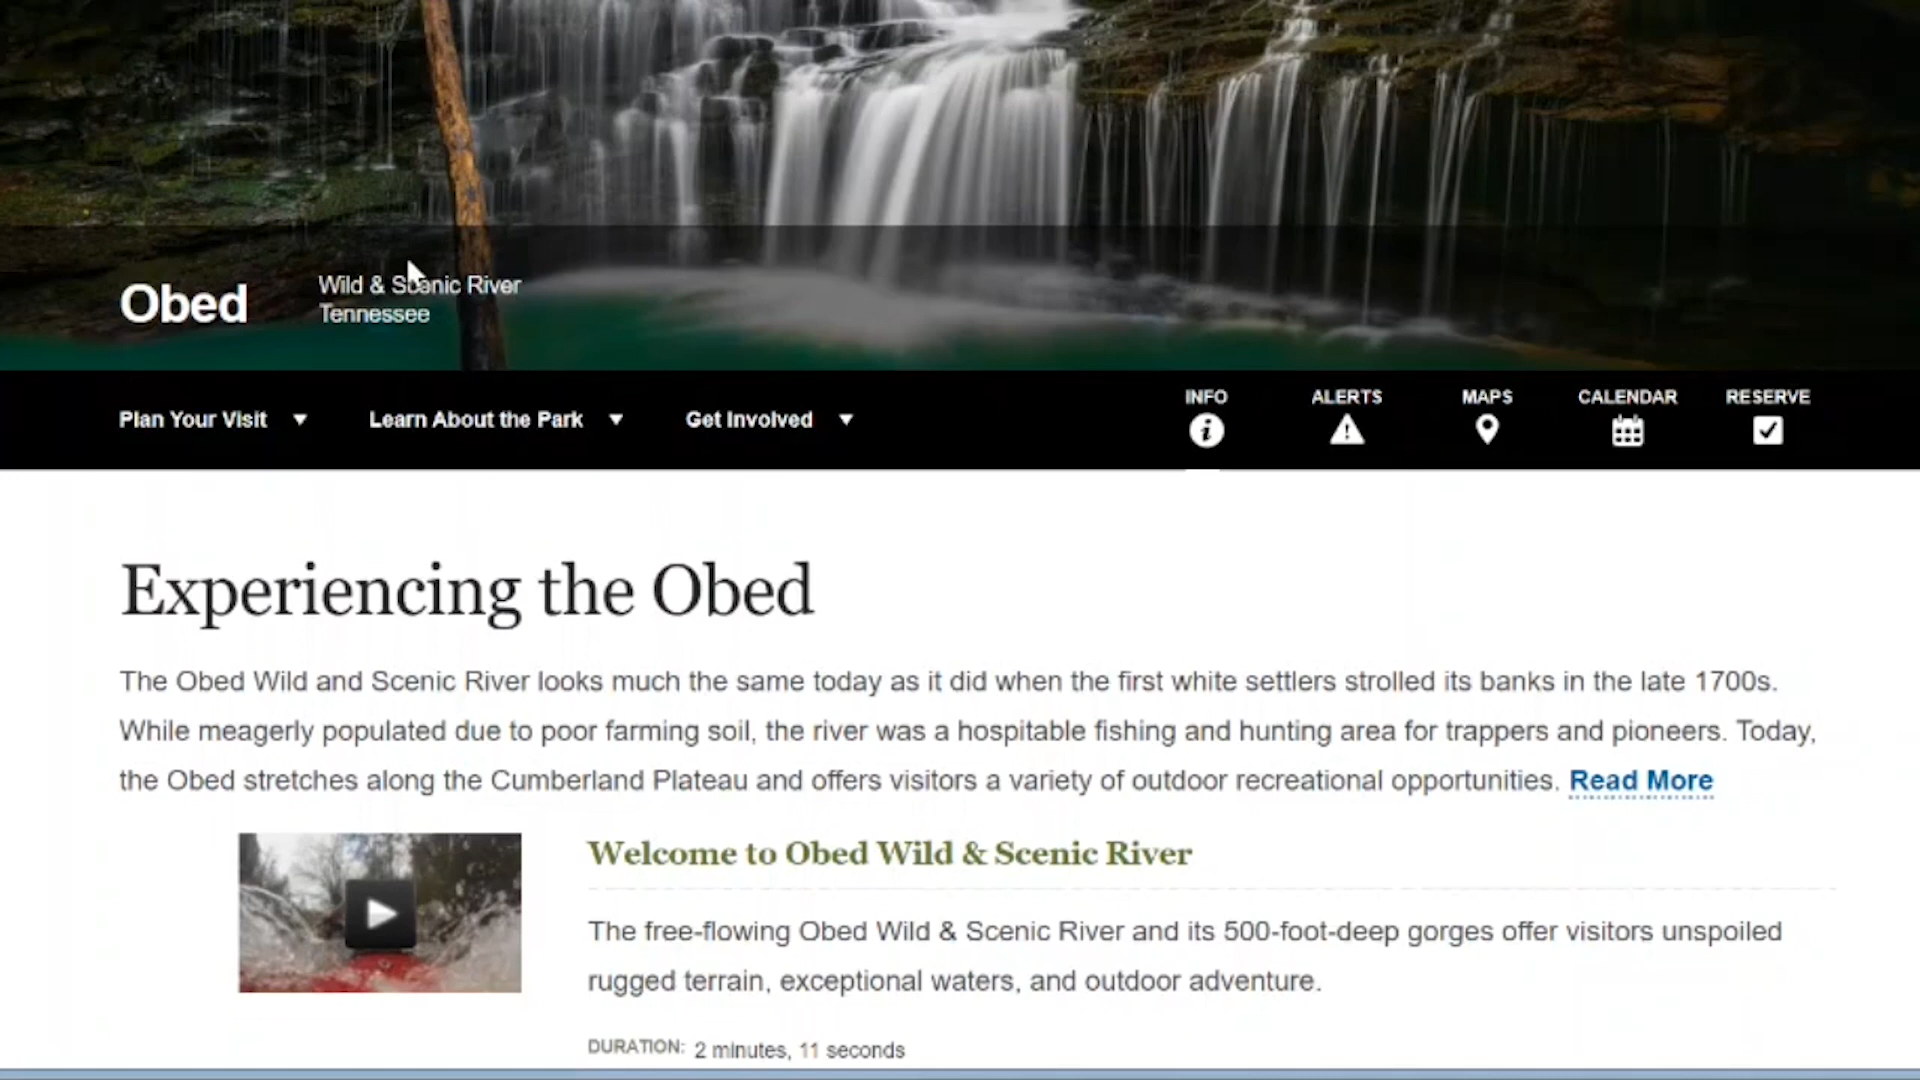 Obed
Wild & Scenic River
Tennessee
Plan Your Visit
Learn About the Park
Get Involved
INFO
ALERTS
MAPS
CALENDAR
RESERVE
Experiencing the Obed
The Obed Wild and Scenic River looks much the same today as it did when the first white settlers strolled its banks in the late 1700s.
While meagerly populated due to poor farming soil, the river was a hospitable fishing and hunting area for trappers and pioneers. Today,
the Obed stretches along the Cumberland Plateau and offers visitors a variety of outdoor recreational opportunities. Read More
Welcome to Obed Wild & Scenic River
The free-flowing Obed Wild & Scenic River and its 500-foot-deep gorges offer visitors unspoiled
rugged terrain, exceptional waters, and outdoor adventure.
DURATION: 2 minutes, 11 seconds